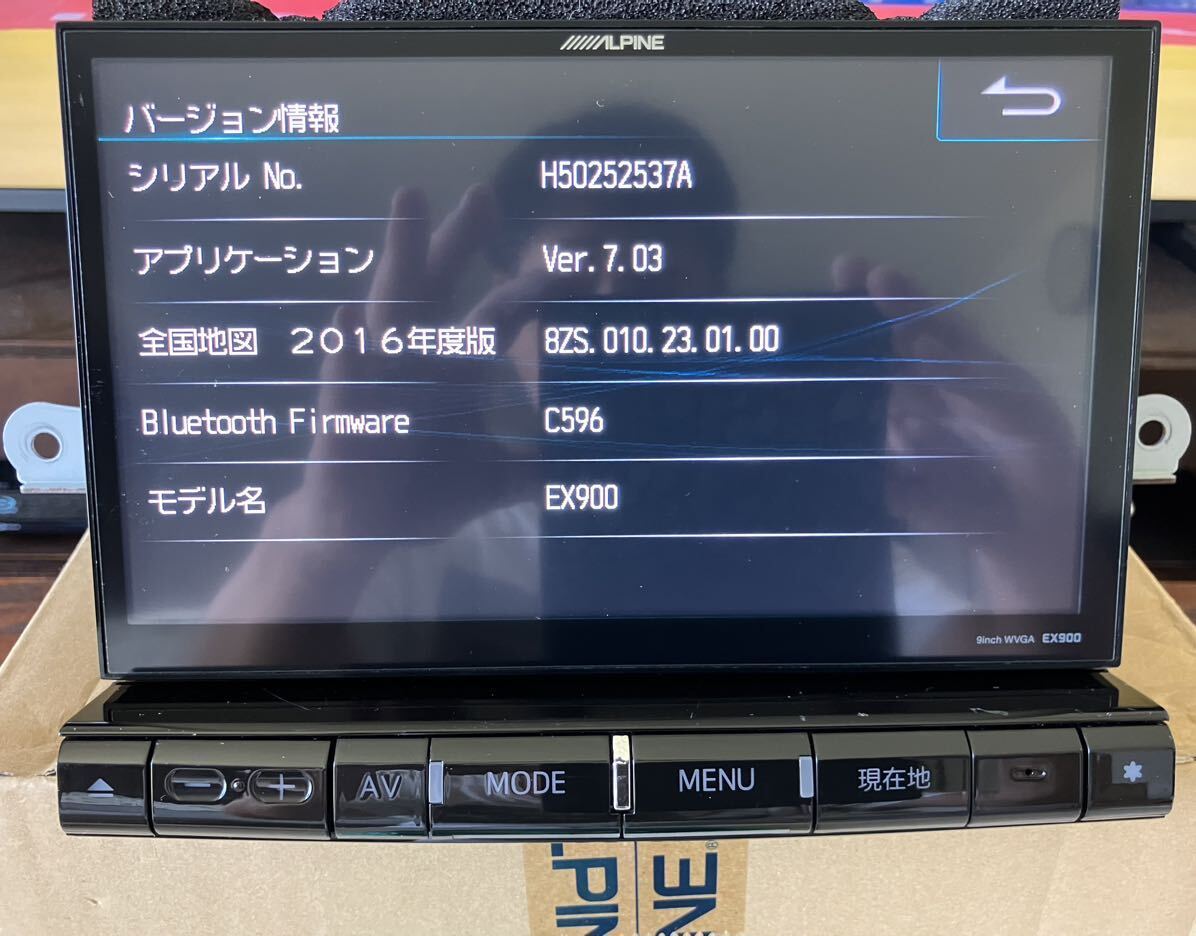 ALPINE
バージョン情報
シリアル No. H50252537A
アプリケーション Ver. 7. 03
全国地図 2016年度版 8ZS. 010. 23. 01. 00
Bluetooth Firmware C596
モデル名 EX900
9inch WVGA EX900
AV MODE MENU 現在地
LPIN
NE